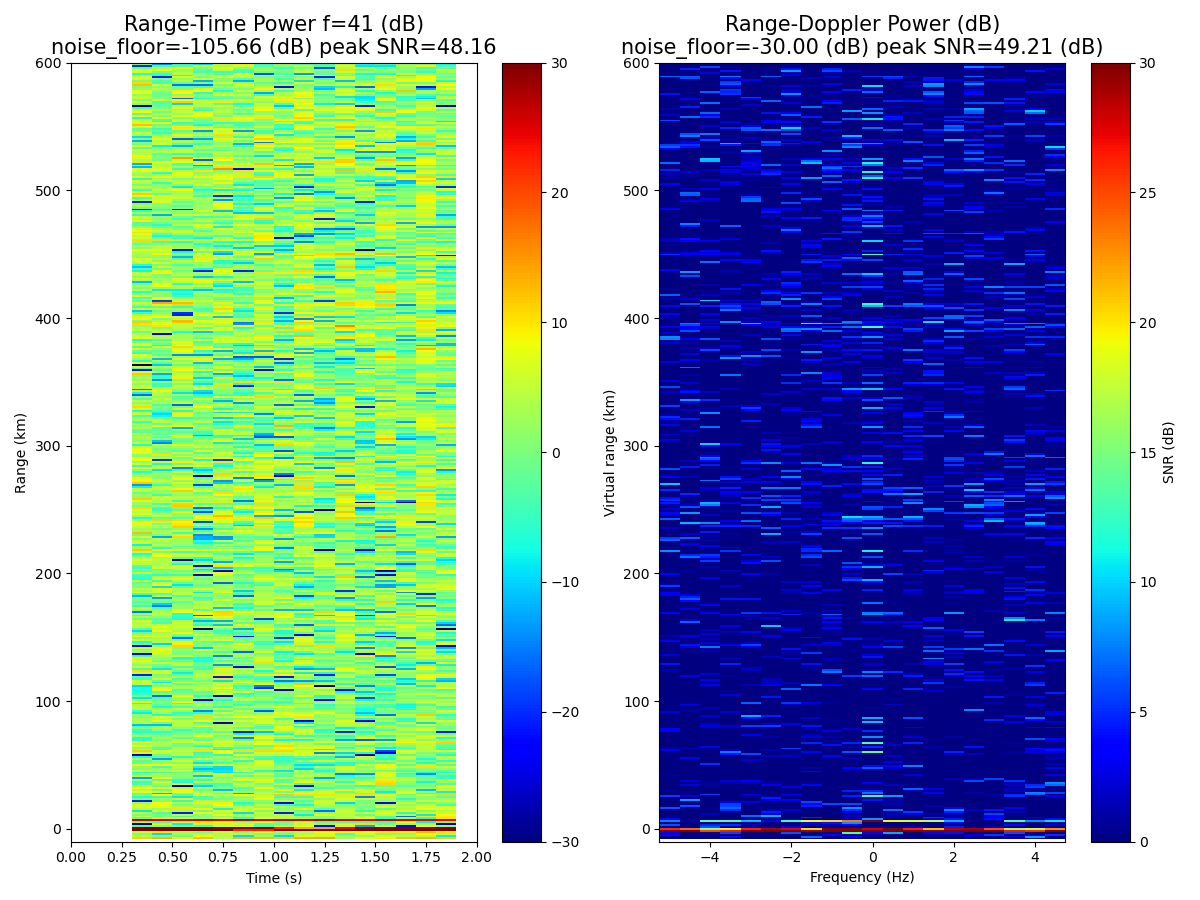 Range-Time Power f=41 (dB)
noise_floor=-105.66 (dB) peak SNR=48.16
Range-Doppler Power (dB)
noise_floor=-30.00 (dB) peak SNR=49.21 (dB)
600
500
400
300
200
100
0
Range (km)
0.00 0.25 0.50 0.75 1.00 1.25 1.50 1.75 2.00
Time (s)
30
20
10
0
−10
−20
−30
600
500
400
300
200
100
0
Virtual range (km)
−4 −2 0 2 4
Frequency (Hz)
30
25
20
15
10
5
0
SNR (dB)